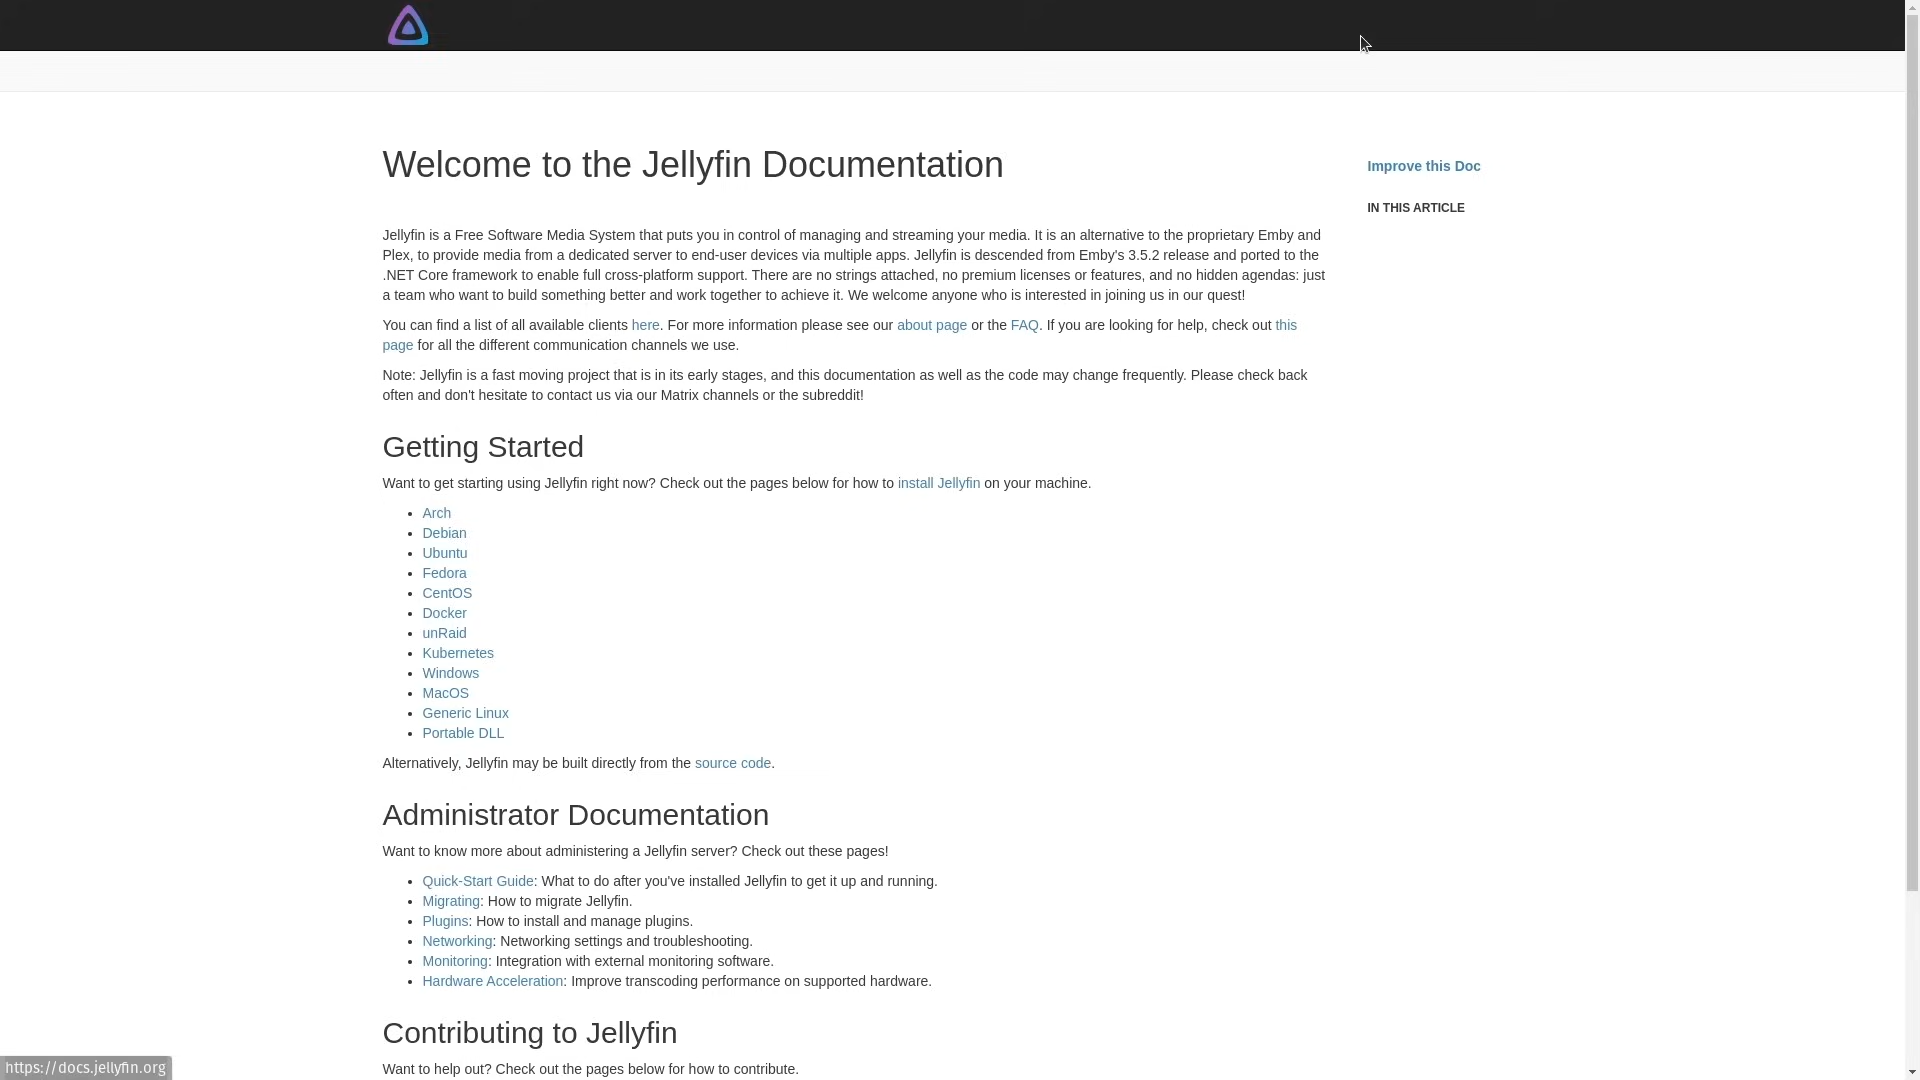 Welcome to the Jellyfin Documentation
Improve this Doc
IN THIS ARTICLE
Jellyfin is a Free Software Media System that puts you in control of managing and streaming your media. It is an alternative to the proprietary Emby and
Plex, to provide media from a dedicated server to end-user devices via multiple apps. Jellyfin is descended from Emby's 3.5.2 release and ported to the
.NET Core framework to enable full cross-platform support. There are no strings attached, no premium licenses or features, and no hidden agendas: just
a team who want to build something better and work together to achieve it. We welcome anyone who is interested in joining us in our quest!
You can find a list of all available clients here. For more information please see our about page or the FAQ. If you are looking for help, check out this
page for all the different communication channels we use.
Note: Jellyfin is a fast moving project that is in its early stages, and this documentation as well as the code may change frequently. Please check back
often and don't hesitate to contact us via our Matrix channels or the subreddit!
Getting Started
Want to get starting using Jellyfin right now? Check out the pages below for how to install Jellyfin on your machine.
• Arch
• Debian
• Ubuntu
• Fedora
• CentOS
• Docker
• unRaid
• Kubernetes
• Windows
• MacOS
• Generic Linux
• Portable DLL
Alternatively, Jellyfin may be built directly from the source code.
Administrator Documentation
Want to know more about administering a Jellyfin server? Check out these pages!
• Quick-Start Guide: What to do after you've installed Jellyfin to get it up and running.
• Migrating: How to migrate Jellyfin.
• Plugins: How to install and manage plugins.
• Networking: Networking settings and troubleshooting.
• Monitoring: Integration with external monitoring software.
• Hardware Acceleration: Improve transcoding performance on supported hardware.
Contributing to Jellyfin
Want to help out? Check out the pages below for how to contribute.
https://docs.jellyfin.org